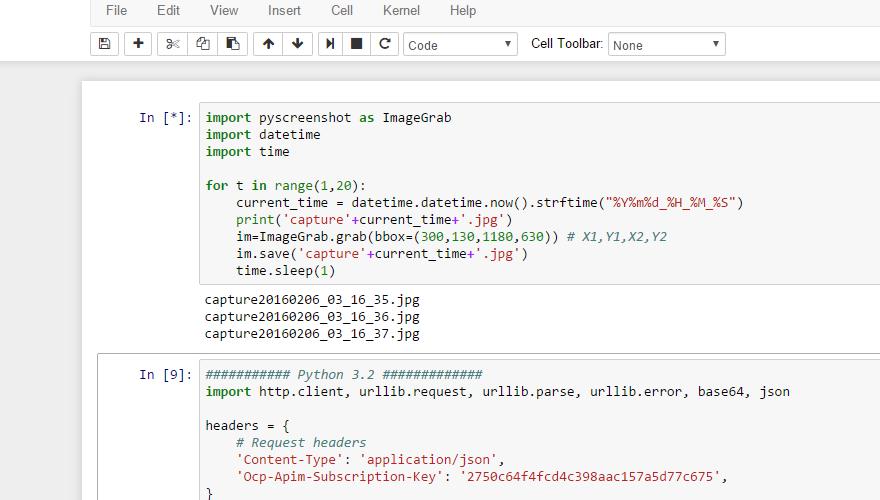 File Edit View Insert Cell Kernel Help
Code Cell Toolbar: None
In [*]: import pyscreenshot as ImageGrab
import datetime
import time
for t in range(1,20):
current_time = datetime.datetime.now().strftime("%Y%m%d_%H_%M_%S")
print('capture'+current_time+'.jpg')
im=ImageGrab.grab(bbox=(300,130,1180,630)) # X1,Y1,X2,Y2
im.save('capture'+current_time+'.jpg')
time.sleep(1)
capture20160206_03_16_35.jpg
capture20160206_03_16_36.jpg
capture20160206_03_16_37.jpg
In [9]: ########### Python 3.2 #############
import http.client, urllib.request, urllib.parse, urllib.error, base64, json
headers = {
# Request headers
'Content-Type': 'application/json',
'Ocp-Apim-Subscription-Key': '2750c64f4fcd4c398aac157a5d77c675',
}